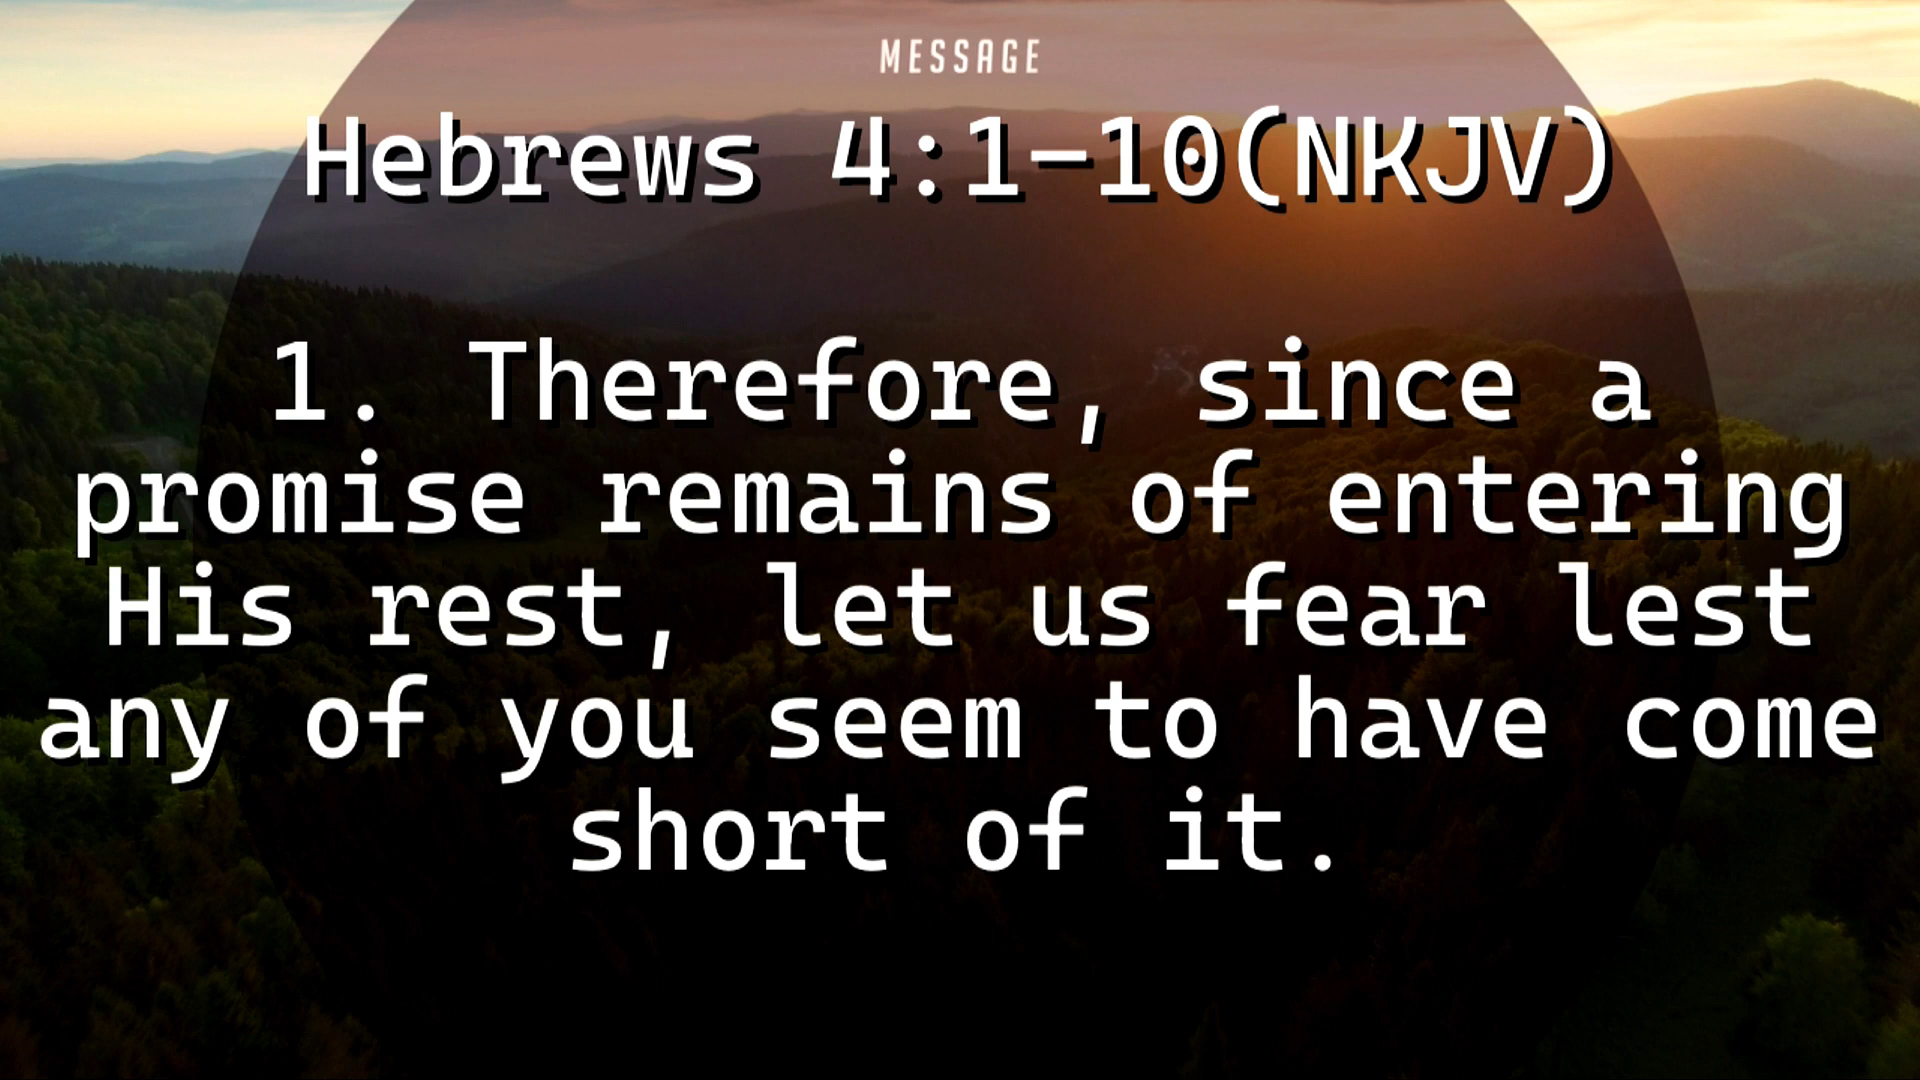 MESSAGE
Hebrews 4:1-10(NKJV)
1. Therefore, since a
promise remains of entering
His rest, let us fear lest
any of you seem to have come
short of it.